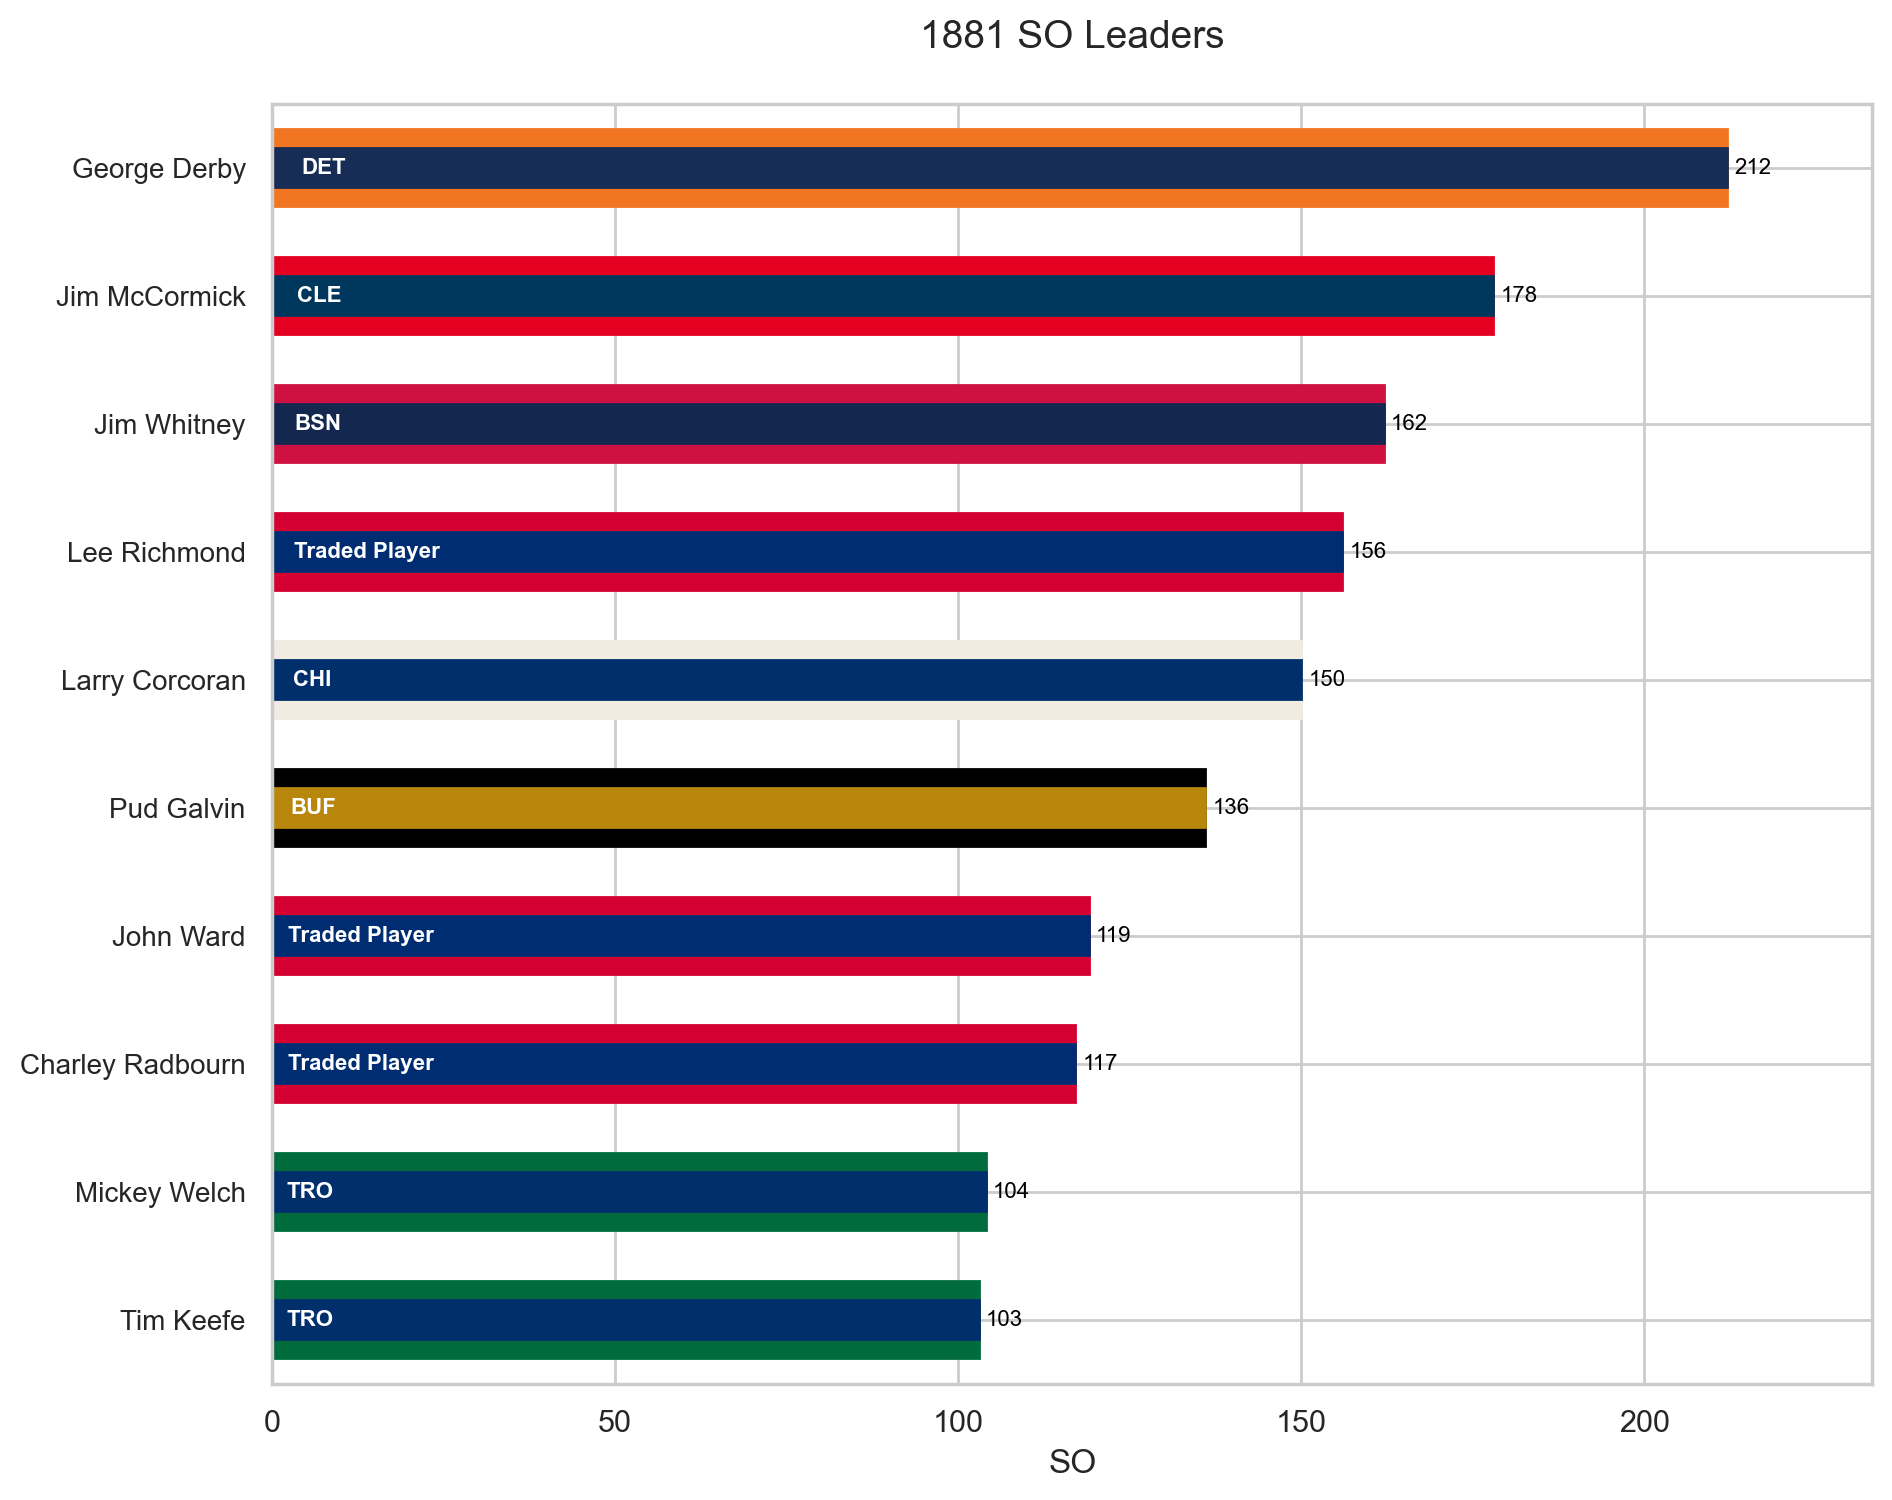 1881 SO Leaders
George Derby DET 212
Jim McCormick CLE 178
Jim Whitney BSN 162
Lee Richmond Traded Player 156
Larry Corcoran CHI 150
Pud Galvin BUF 136
John Ward Traded Player 119
Charley Radbourn Traded Player 117
Mickey Welch TRO 104
Tim Keefe TRO 103
0 50 100 150 200
SO